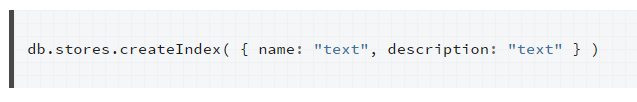 db.stores.createIndex( { name: "text", description: "text" } )